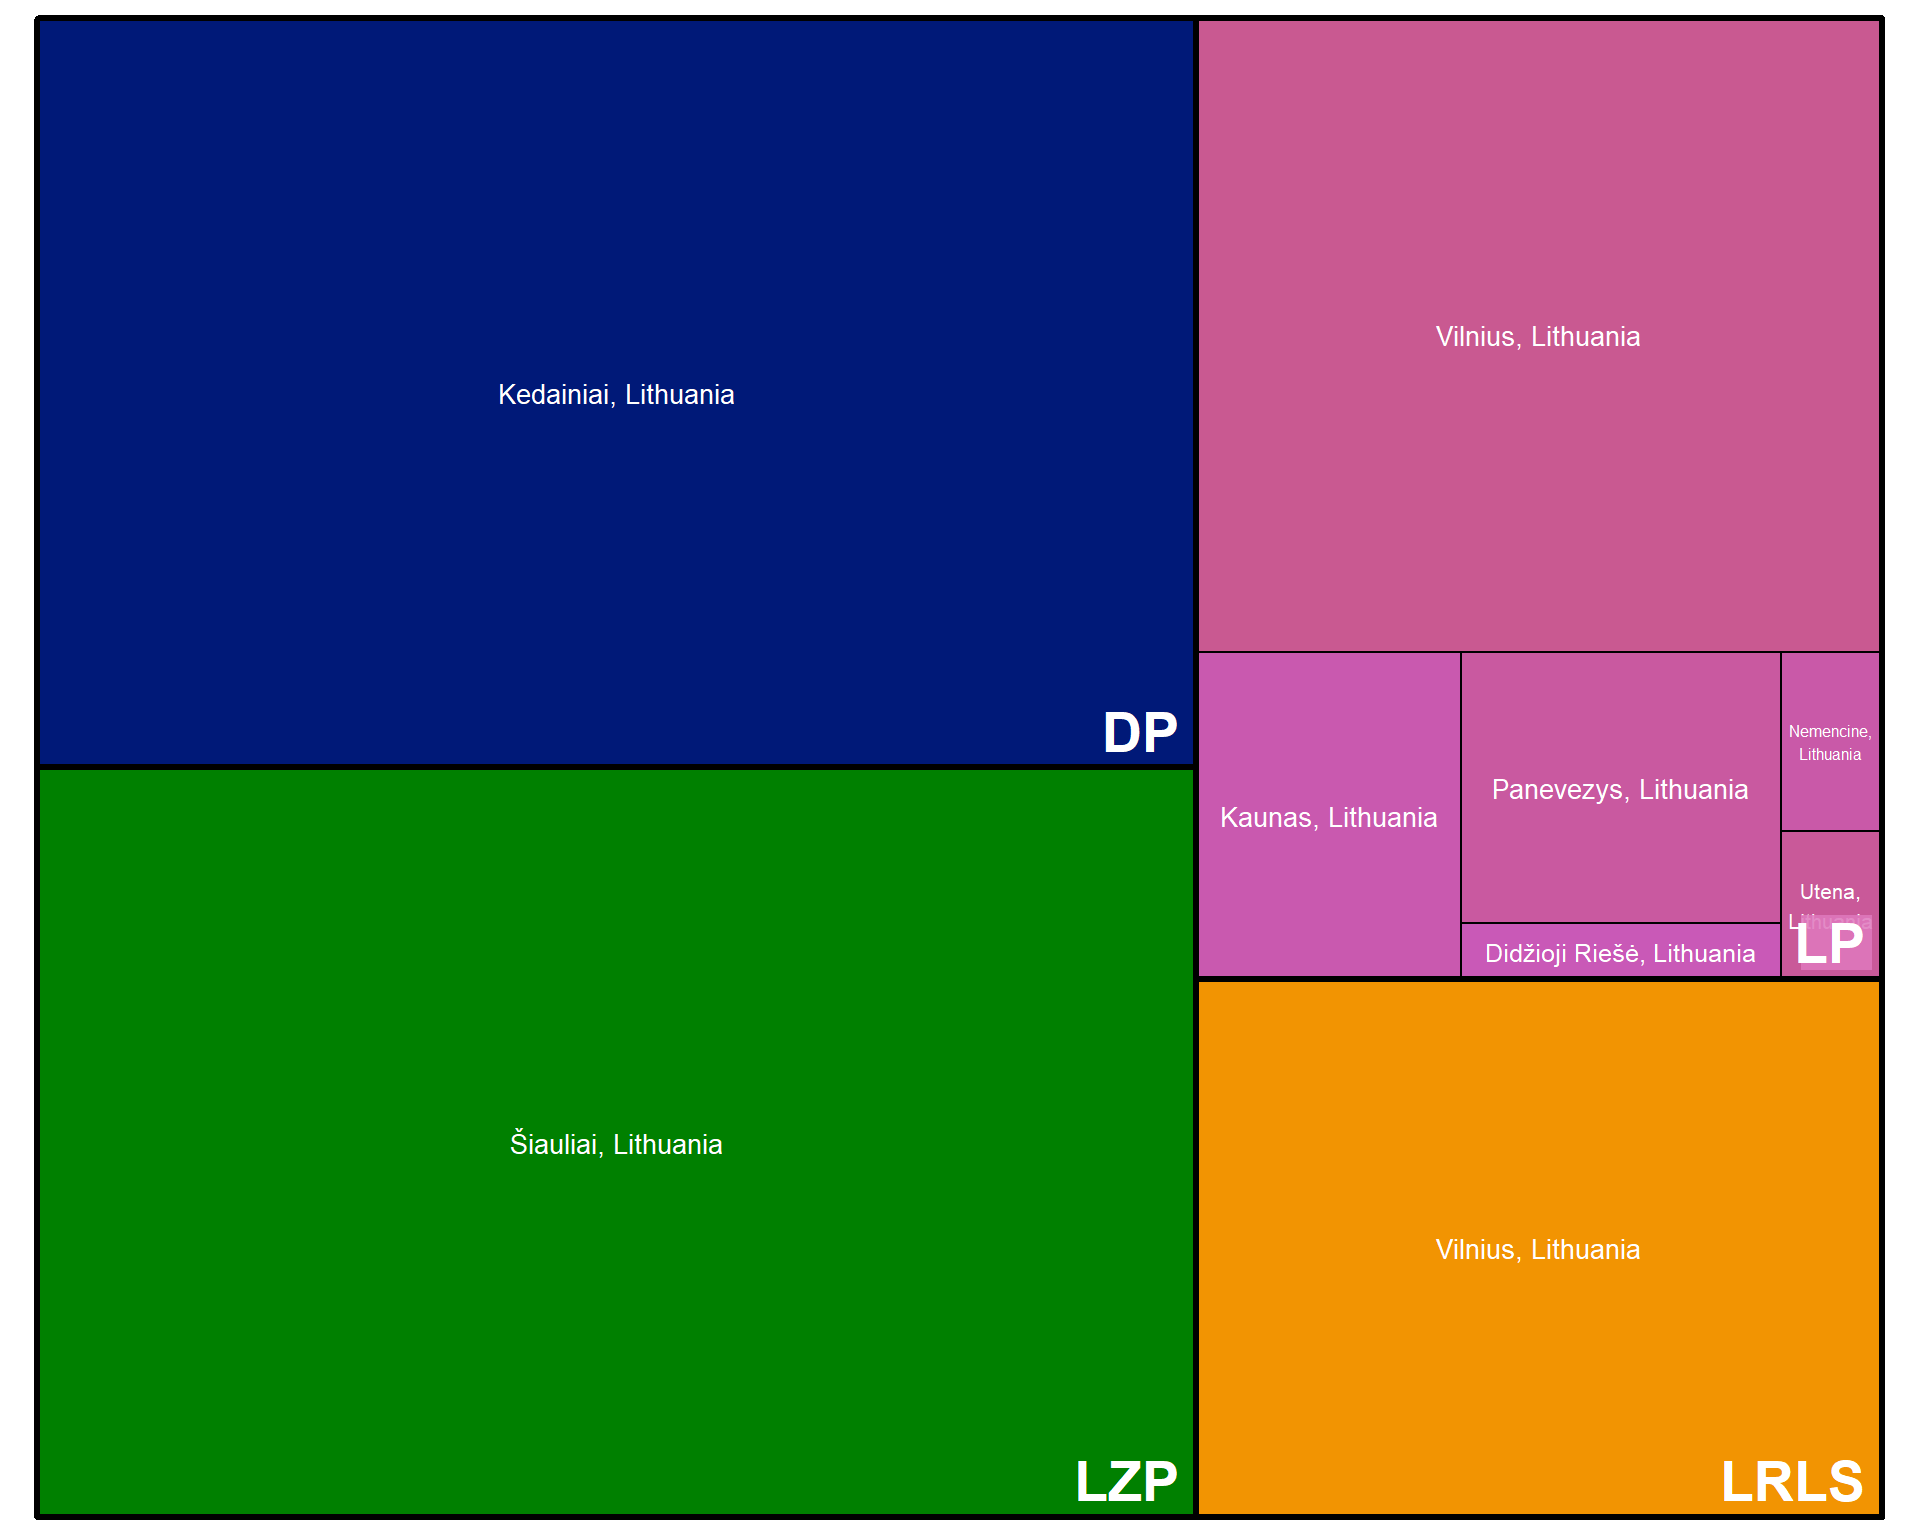 Kedainiai, Lithuania
DP
Šiauliai, Lithuania
LZP
Vilnius, Lithuania
Kaunas, Lithuania
Panevezys, Lithuania
Didžioji Riešė, Lithuania
Nemencine,
Lithuania
Utena,
Lithuania
LP
Vilnius, Lithuania
LRLS